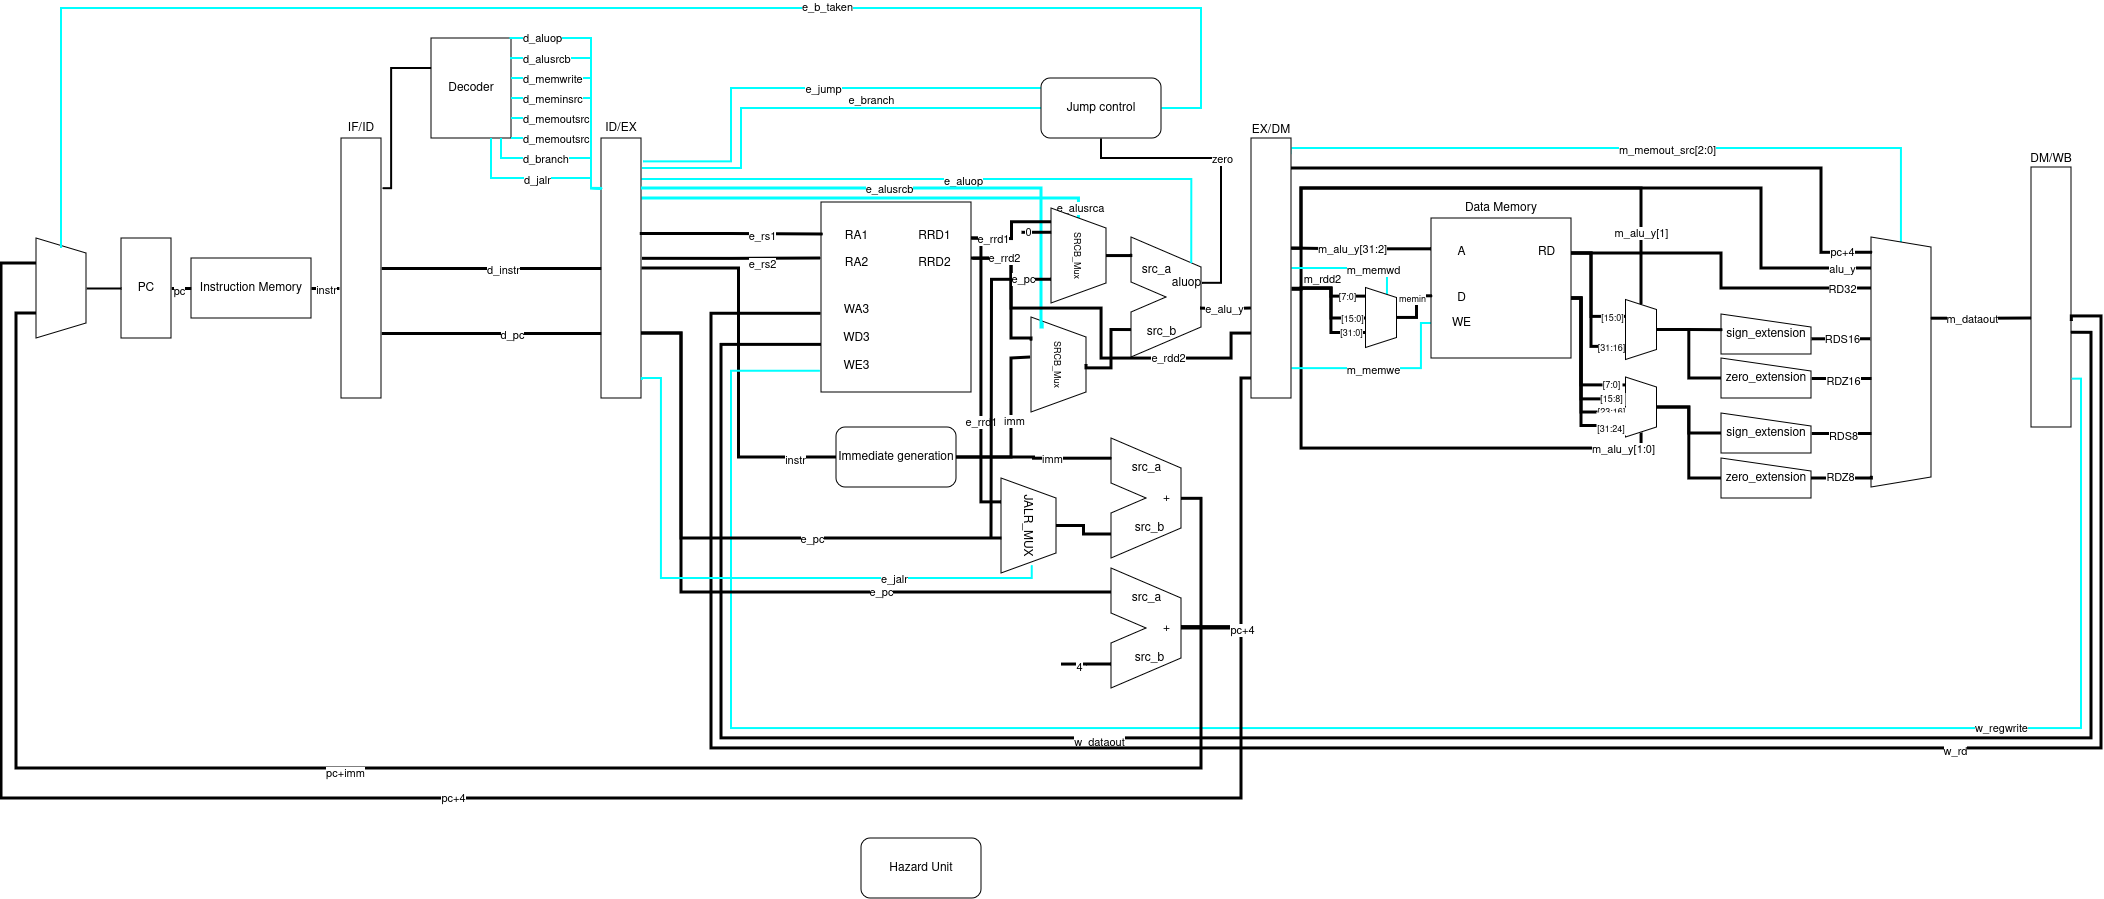 e_b_taken
d_aluop
d_alusrcb
d_memwrite
d_meminsrc
d_memoutsrc
d_memoutsrc
d_branch
d_jalr
Decoder
IF/ID
ID/EX
e_jump
e_branch
Jump control
zero
EX/DM
m_memout_src[2:0]
DM/WB
e_aluop
e_alusrcb
e_alusrca
Data Memory
RA1
RRD1
RA2
RRD2
WA3
WD3
WE3
e_rs1
e_rs2
e_rrd1
0
e_rrd2
e_pc
SRCB_Mux
SRCB_Mux
src_a
aluop
src_b
e_alu_y
e_rdd2
m_alu_y[31:2]
m_memwd
m_rdd2
[7:0]
[15:0]
[31:0]
memin
m_memwe
A
RD
D
WE
m_alu_y[1]
[15:0]
[31:16]
[7:0]
[15:8]
[23:16]
[31:24]
m_alu_y[1:0]
sign_extension
zero_extension
sign_extension
zero_extension
pc+4
alu_y
RD32
RDS16
RDZ16
RDS8
RDZ8
m_dataout
PC
pc
Instruction Memory
instr
d_instr
d_pc
e_rrd1
imm
instr
Immediate generation
imm
src_a
+
src_b
JALR_MUX
e_pc
e_jalr
e_pc
src_a
+
src_b
4
pc+4
w_regwrite
w_dataout
w_rd
pc+imm
pc+4
Hazard Unit